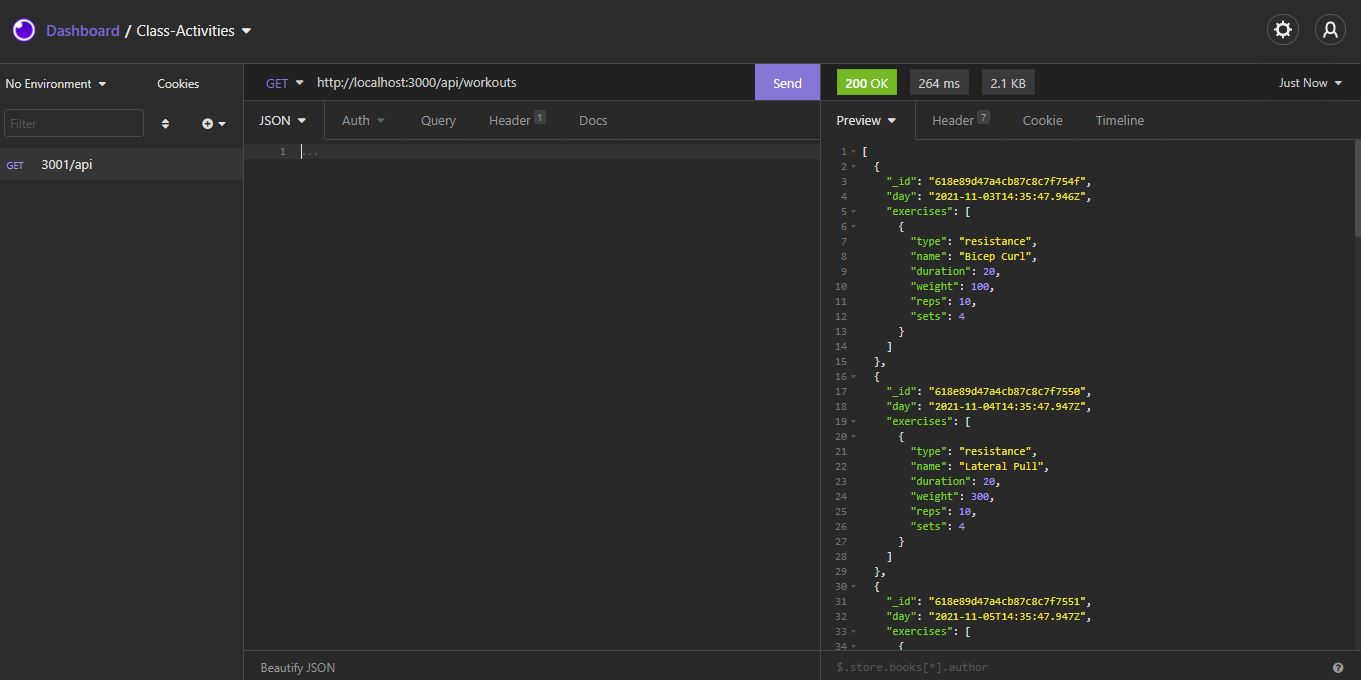 Dashboard / Class-Activities
No Environment
Cookies
Filter
GET 3001/api
GET http://localhost:3000/api/workouts
Send
JSON Auth Query Header 1 Docs
1 ...
Beautify JSON
200 OK 264 ms 2.1 KB Just Now
Preview Header 7 Cookie Timeline
1 [
2 {
3 "_id": "618e89d47a4cb87c8c7f754f",
4 "day": "2021-11-03T14:35:47.946Z",
5 "exercises": [
6 {
7 "type": "resistance",
8 "name": "Bicep Curl",
9 "duration": 20,
10 "weight": 100,
11 "reps": 10,
12 "sets": 4
13 }
14 ]
15 },
16 {
17 "_id": "618e89d47a4cb87c8c7f7550",
18 "day": "2021-11-04T14:35:47.947Z",
19 "exercises": [
20 {
21 "type": "resistance",
22 "name": "Lateral Pull",
23 "duration": 20,
24 "weight": 300,
25 "reps": 10,
26 "sets": 4
27 }
28 ]
29 },
30 {
31 "_id": "618e89d47a4cb87c8c7f7551",
32 "day": "2021-11-05T14:35:47.947Z",
33 "exercises": [
34 {
$.store.books[*].author